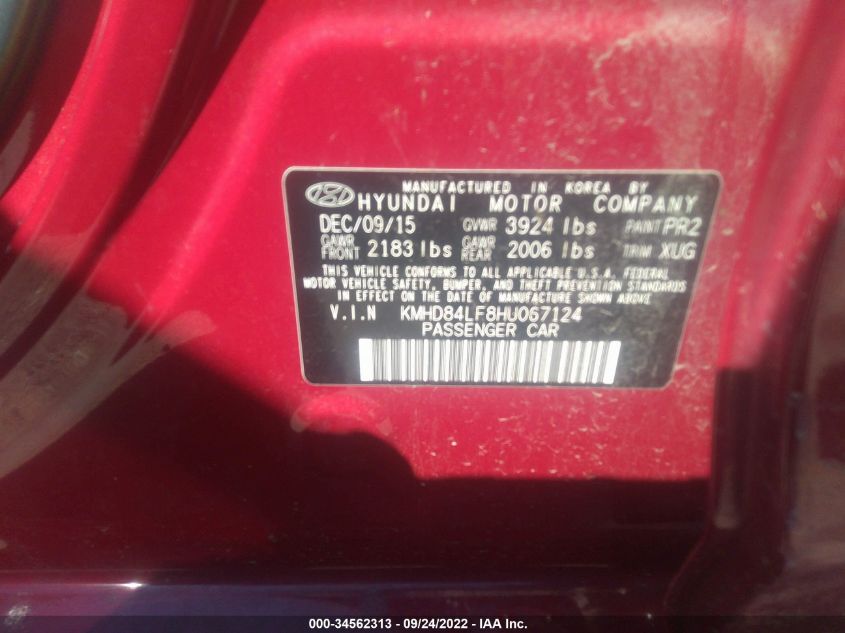 MANUFACTURED IN KOREA BY
HYUNDAI MOTOR COMPANY
DEC/09/15 GVWR 3924 lbs PAINT PR2
GAWR FRONT 2183 lbs GAWR REAR 2006 lbs TRIM XUG
THIS VEHICLE CONFORMS TO ALL APPLICABLE U.S.A. FEDERAL
MOTOR VEHICLE SAFETY, BUMPER, AND THEFT PREVENTION STANDARDS
IN EFFECT ON THE DATE OF MANUFACTURE SHOWN ABOVE
V.I.N KMHD84LF8HU067124
PASSENGER CAR
000-34562313 - 09/24/2022 - IAA Inc.